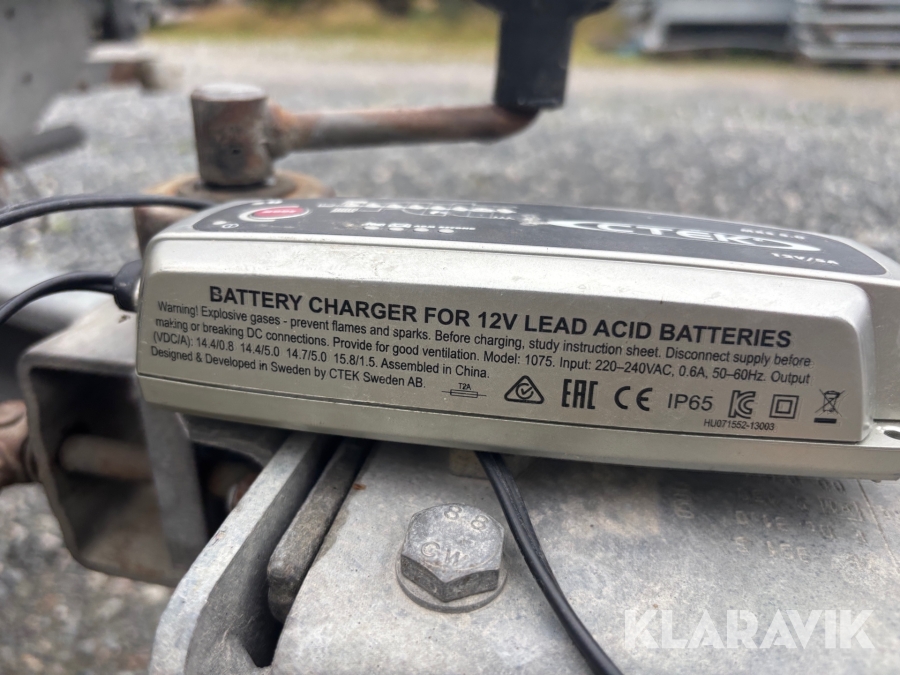 CTEK
12V/5A
BATTERY CHARGER FOR 12V LEAD ACID BATTERIES
Warning! Explosive gases - prevent flames and sparks. Before charging, study instruction sheet. Disconnect supply before
making or breaking DC connections. Provide for good ventilation. Model: 1075. Input: 220–240VAC, 0.6A, 50–60Hz. Output
(VDC/A): 14.4/0.8 14.4/5.0 14.7/5.0 15.8/1.5. Assembled in China.
Designed & Developed in Sweden by CTEK Sweden AB.
T2A
EAC CE IP65
HU071552-13003
8.8
CW
KLARAVIK